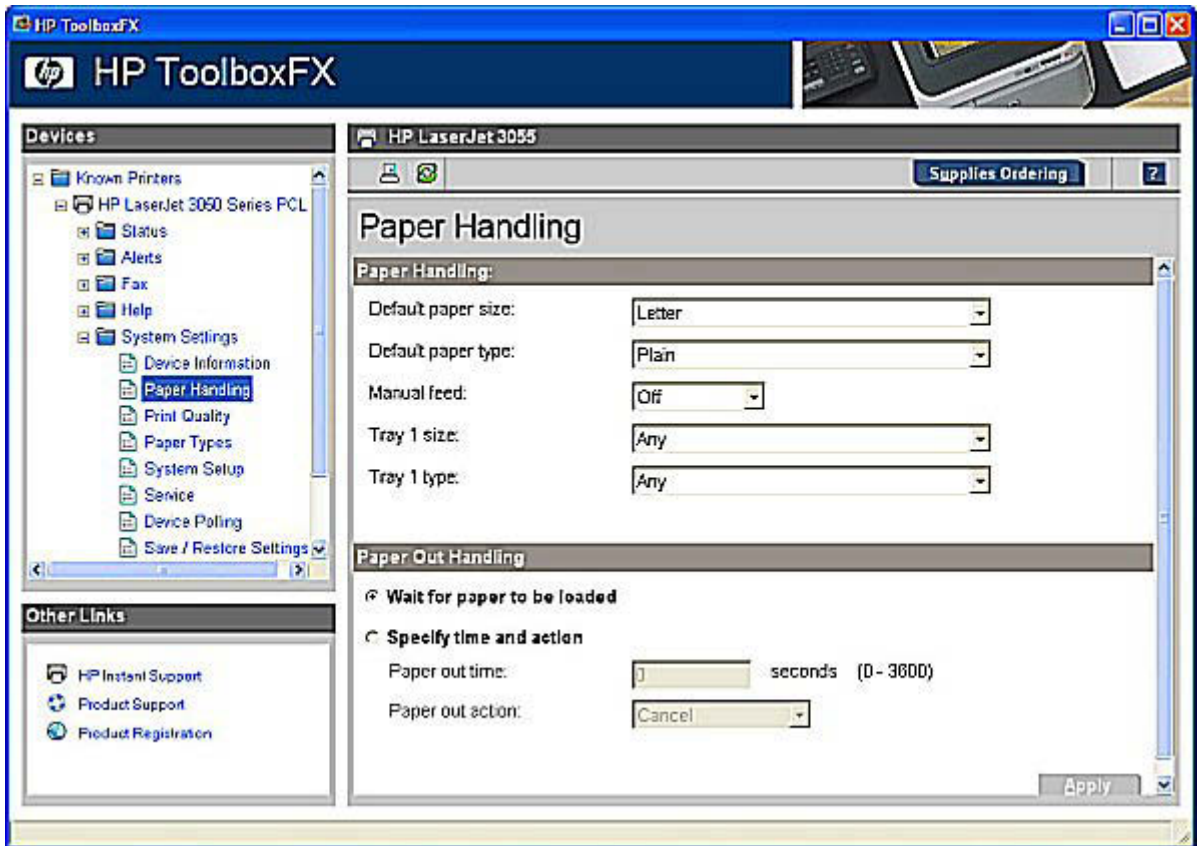 HP ToolboxFX
hp HP ToolboxFX
Devices
Known Printers
HP LaserJet 3050 Series PCL
Status
Alerts
Fax
Help
System Settings
Device Information
Paper Handling
Print Quality
Paper Types
System Setup
Service
Device Polling
Save / Restore Settings
Other Links
HP Instant Support
Product Support
Product Registration
HP LaserJet 3055
Supplies Ordering ?
Paper Handling
Paper Handling:
Default paper size: Letter
Default paper type: Plain
Manual feed: Off
Tray 1 size: Any
Tray 1 type: Any
Paper Out Handling
Wait for paper to be loaded
Specify time and action
Paper out time: 0 seconds (0 - 3600)
Paper out action: Cancel
Apply